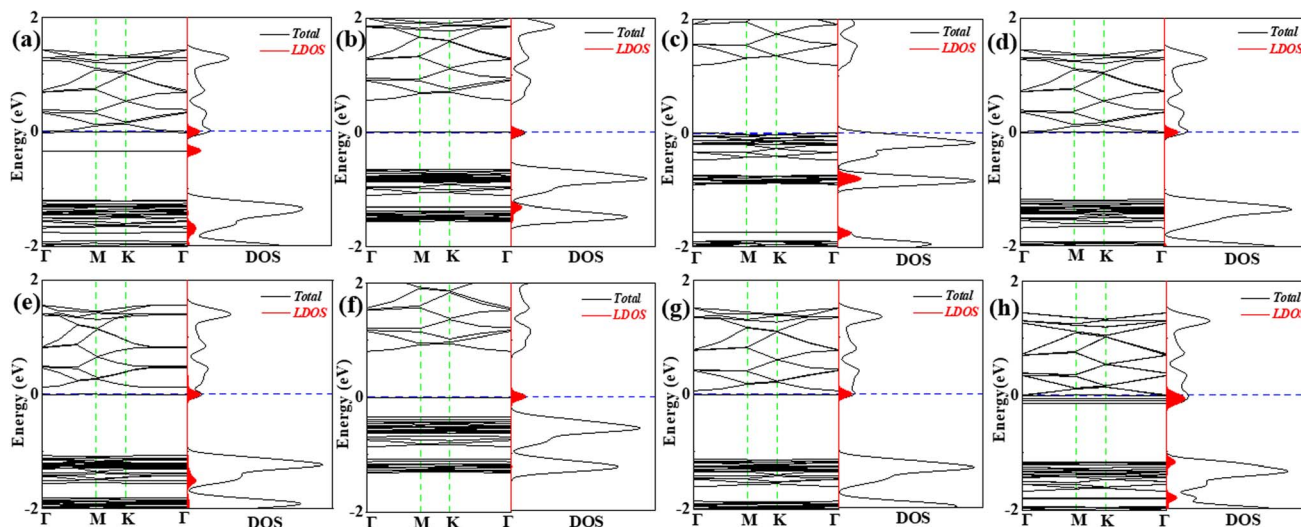 (a)
Energy (eV)
2
0
-2
Γ
M
K
Γ
DOS
Total
LDOS
(b)
Energy (eV)
2
0
-2
Γ
M
K
Γ
DOS
Total
LDOS
(c)
Energy (eV)
2
0
-2
Γ
M
K
Γ
DOS
Total
LDOS
(d)
Energy (eV)
2
0
-2
Γ
M
K
Γ
DOS
Total
LDOS
(e)
Energy (eV)
2
0
-2
Γ
M
K
Γ
DOS
Total
LDOS
(f)
Energy (eV)
2
0
-2
Γ
M
K
Γ
DOS
Total
LDOS
(g)
Energy (eV)
2
0
-2
Γ
M
K
Γ
DOS
Total
LDOS
(h)
Energy (eV)
2
0
-2
Γ
M
K
Γ
DOS
Total
LDOS